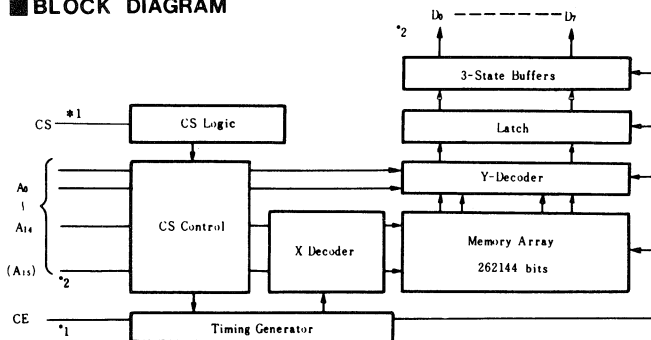 ■ BLOCK DIAGRAM
D₀ ———— D₇
*2
3-State Buffers
CS *1
CS Logic
Latch
Y-Decoder
A₀
~
A₁₄
(A₁₅) *2
CS Control
X Decoder
Memory Array
262144 bits
CE *1
Timing Generator